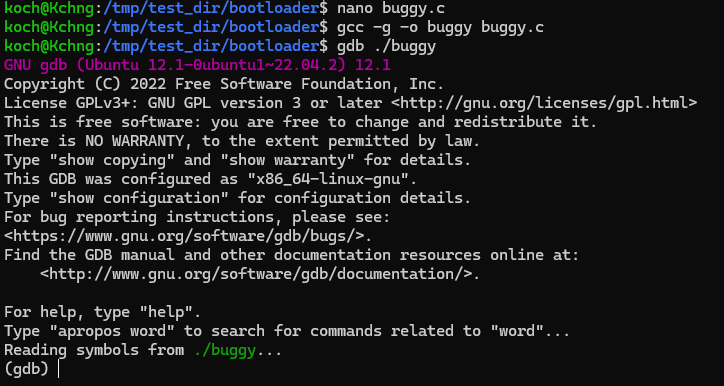 koch@Kchng:/tmp/test_dir/bootloader$ nano buggy.c
koch@Kchng:/tmp/test_dir/bootloader$ gcc -g -o buggy buggy.c
koch@Kchng:/tmp/test_dir/bootloader$ gdb ./buggy
GNU gdb (Ubuntu 12.1-0ubuntu1~22.04.2) 12.1
Copyright (C) 2022 Free Software Foundation, Inc.
License GPLv3+: GNU GPL version 3 or later <http://gnu.org/licenses/gpl.html>
This is free software: you are free to change and redistribute it.
There is NO WARRANTY, to the extent permitted by law.
Type "show copying" and "show warranty" for details.
This GDB was configured as "x86_64-linux-gnu".
Type "show configuration" for configuration details.
For bug reporting instructions, please see:
<https://www.gnu.org/software/gdb/bugs/>.
Find the GDB manual and other documentation resources online at:
    <http://www.gnu.org/software/gdb/documentation/>.

For help, type "help".
Type "apropos word" to search for commands related to "word"...
Reading symbols from ./buggy...
(gdb)